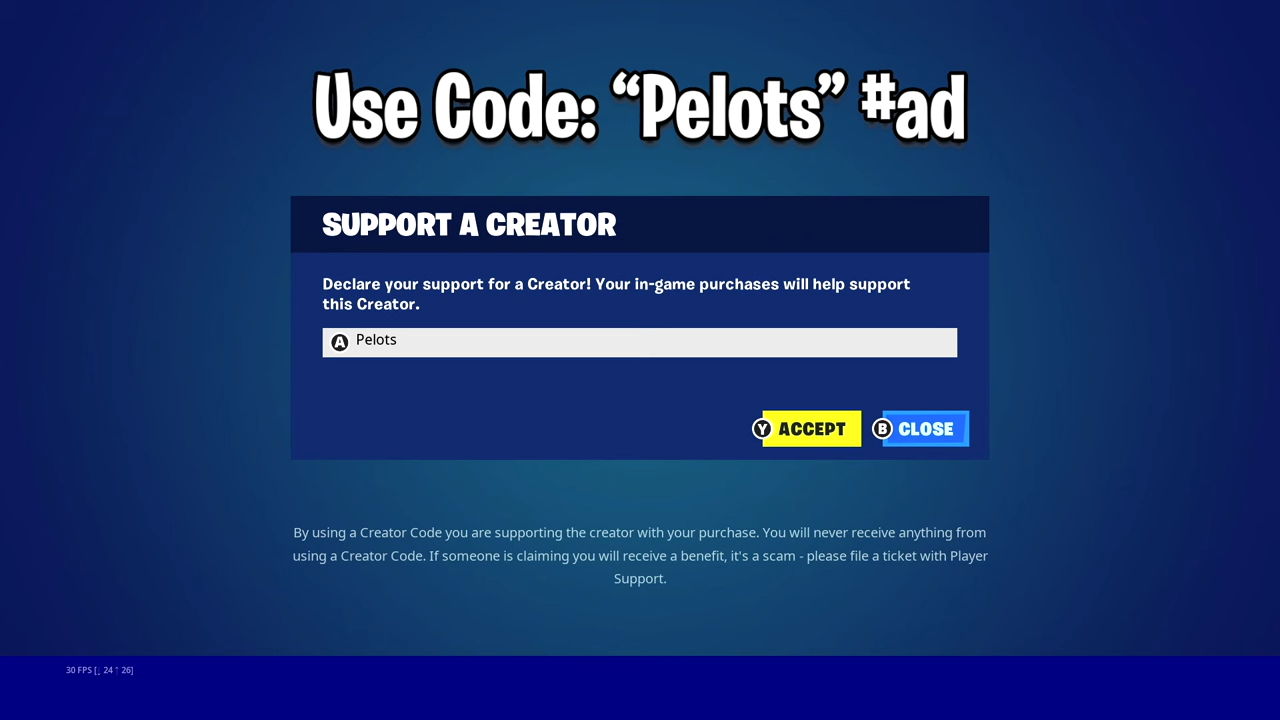 Use Code: “Pelots” #ad
SUPPORT A CREATOR
Declare your support for a Creator! Your in-game purchases will help support
this Creator.
A Pelots
Y ACCEPT B CLOSE
By using a Creator Code you are supporting the creator with your purchase. You will never receive anything from
using a Creator Code. If someone is claiming you will receive a benefit, it's a scam - please file a ticket with Player
Support.
30 FPS [↓ 24 ↑ 26]